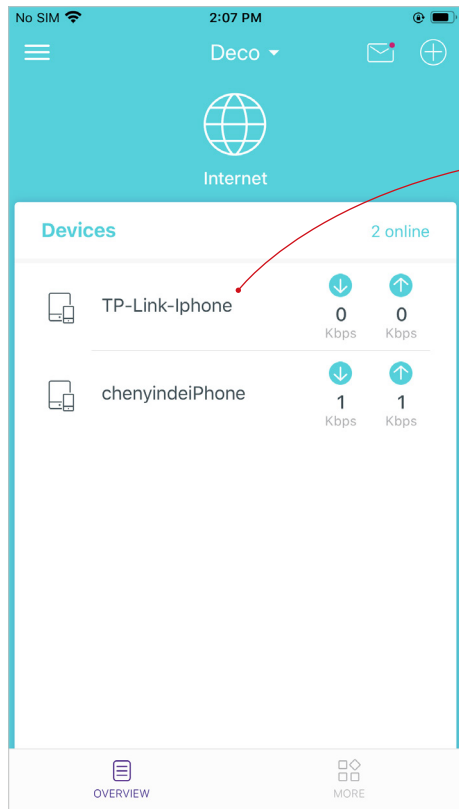 No SIM 2:07 PM
Deco
Internet
Devices 2 online
TP-Link-Iphone
0 0
Kbps Kbps
chenyindeiPhone
1 1
Kbps Kbps
OVERVIEW MORE